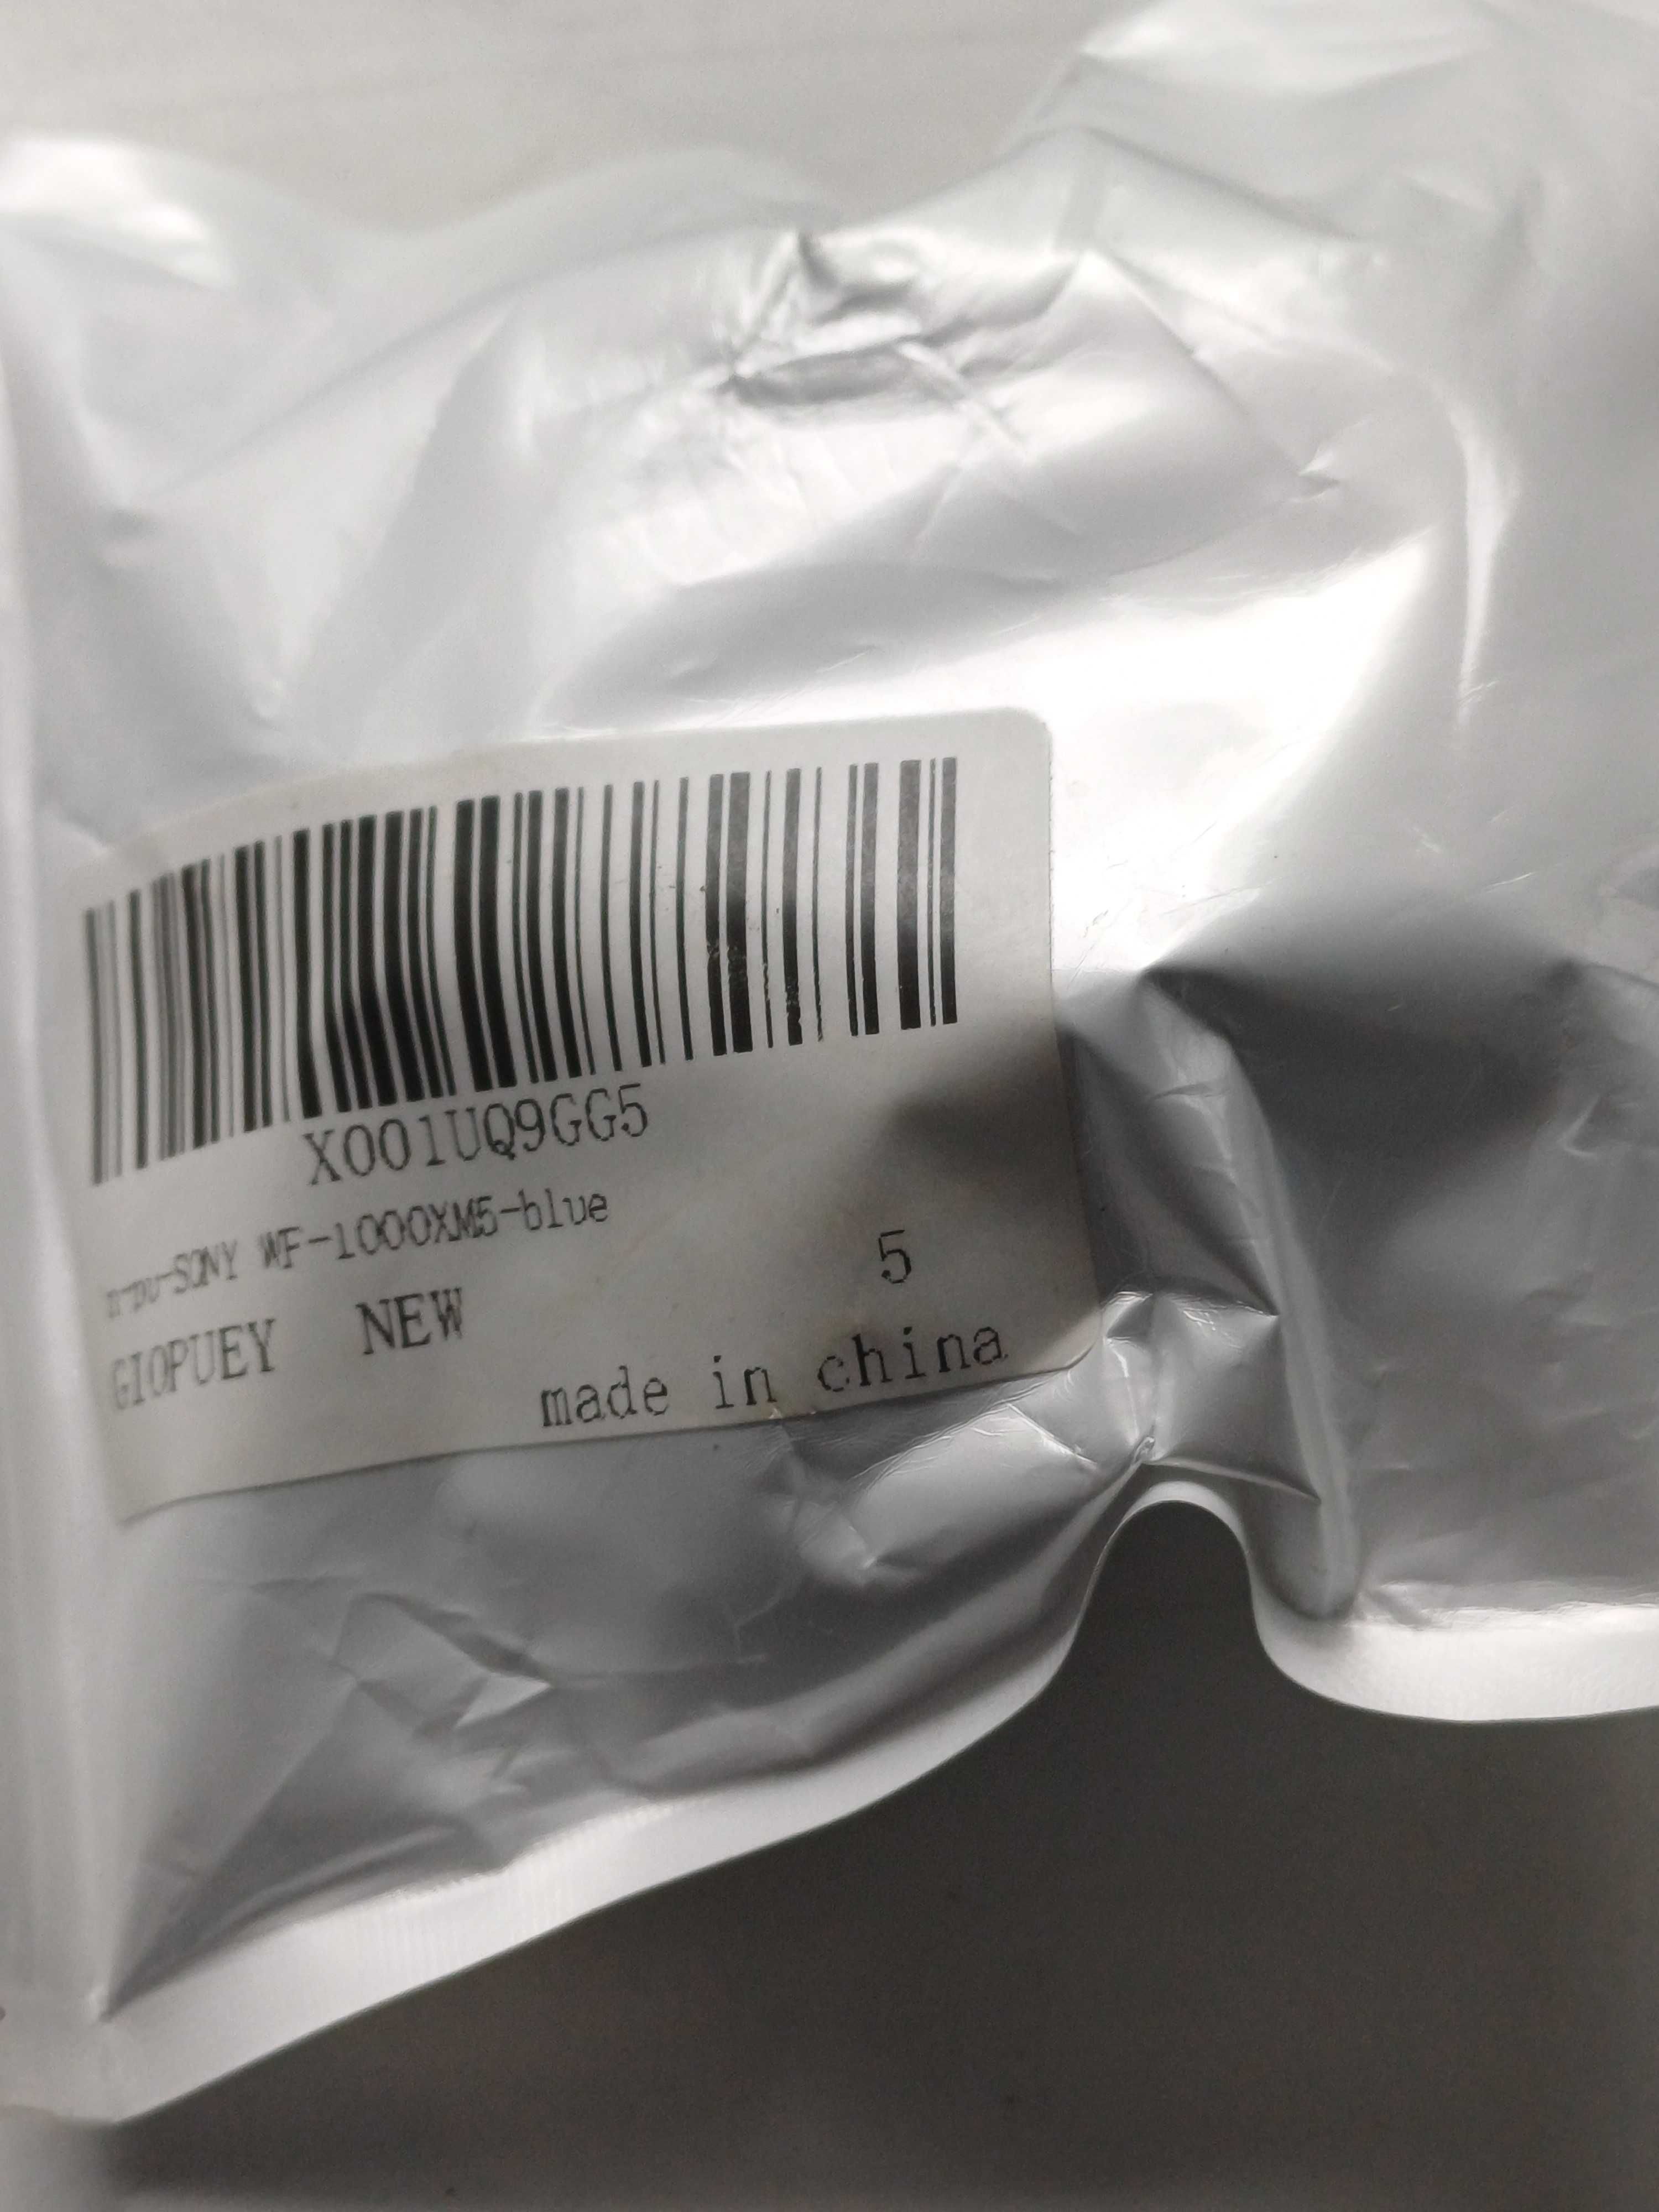 X001UQ9GG5
SONY WF-1000XM5-blue
GIOPUEY NEW 5
made in china